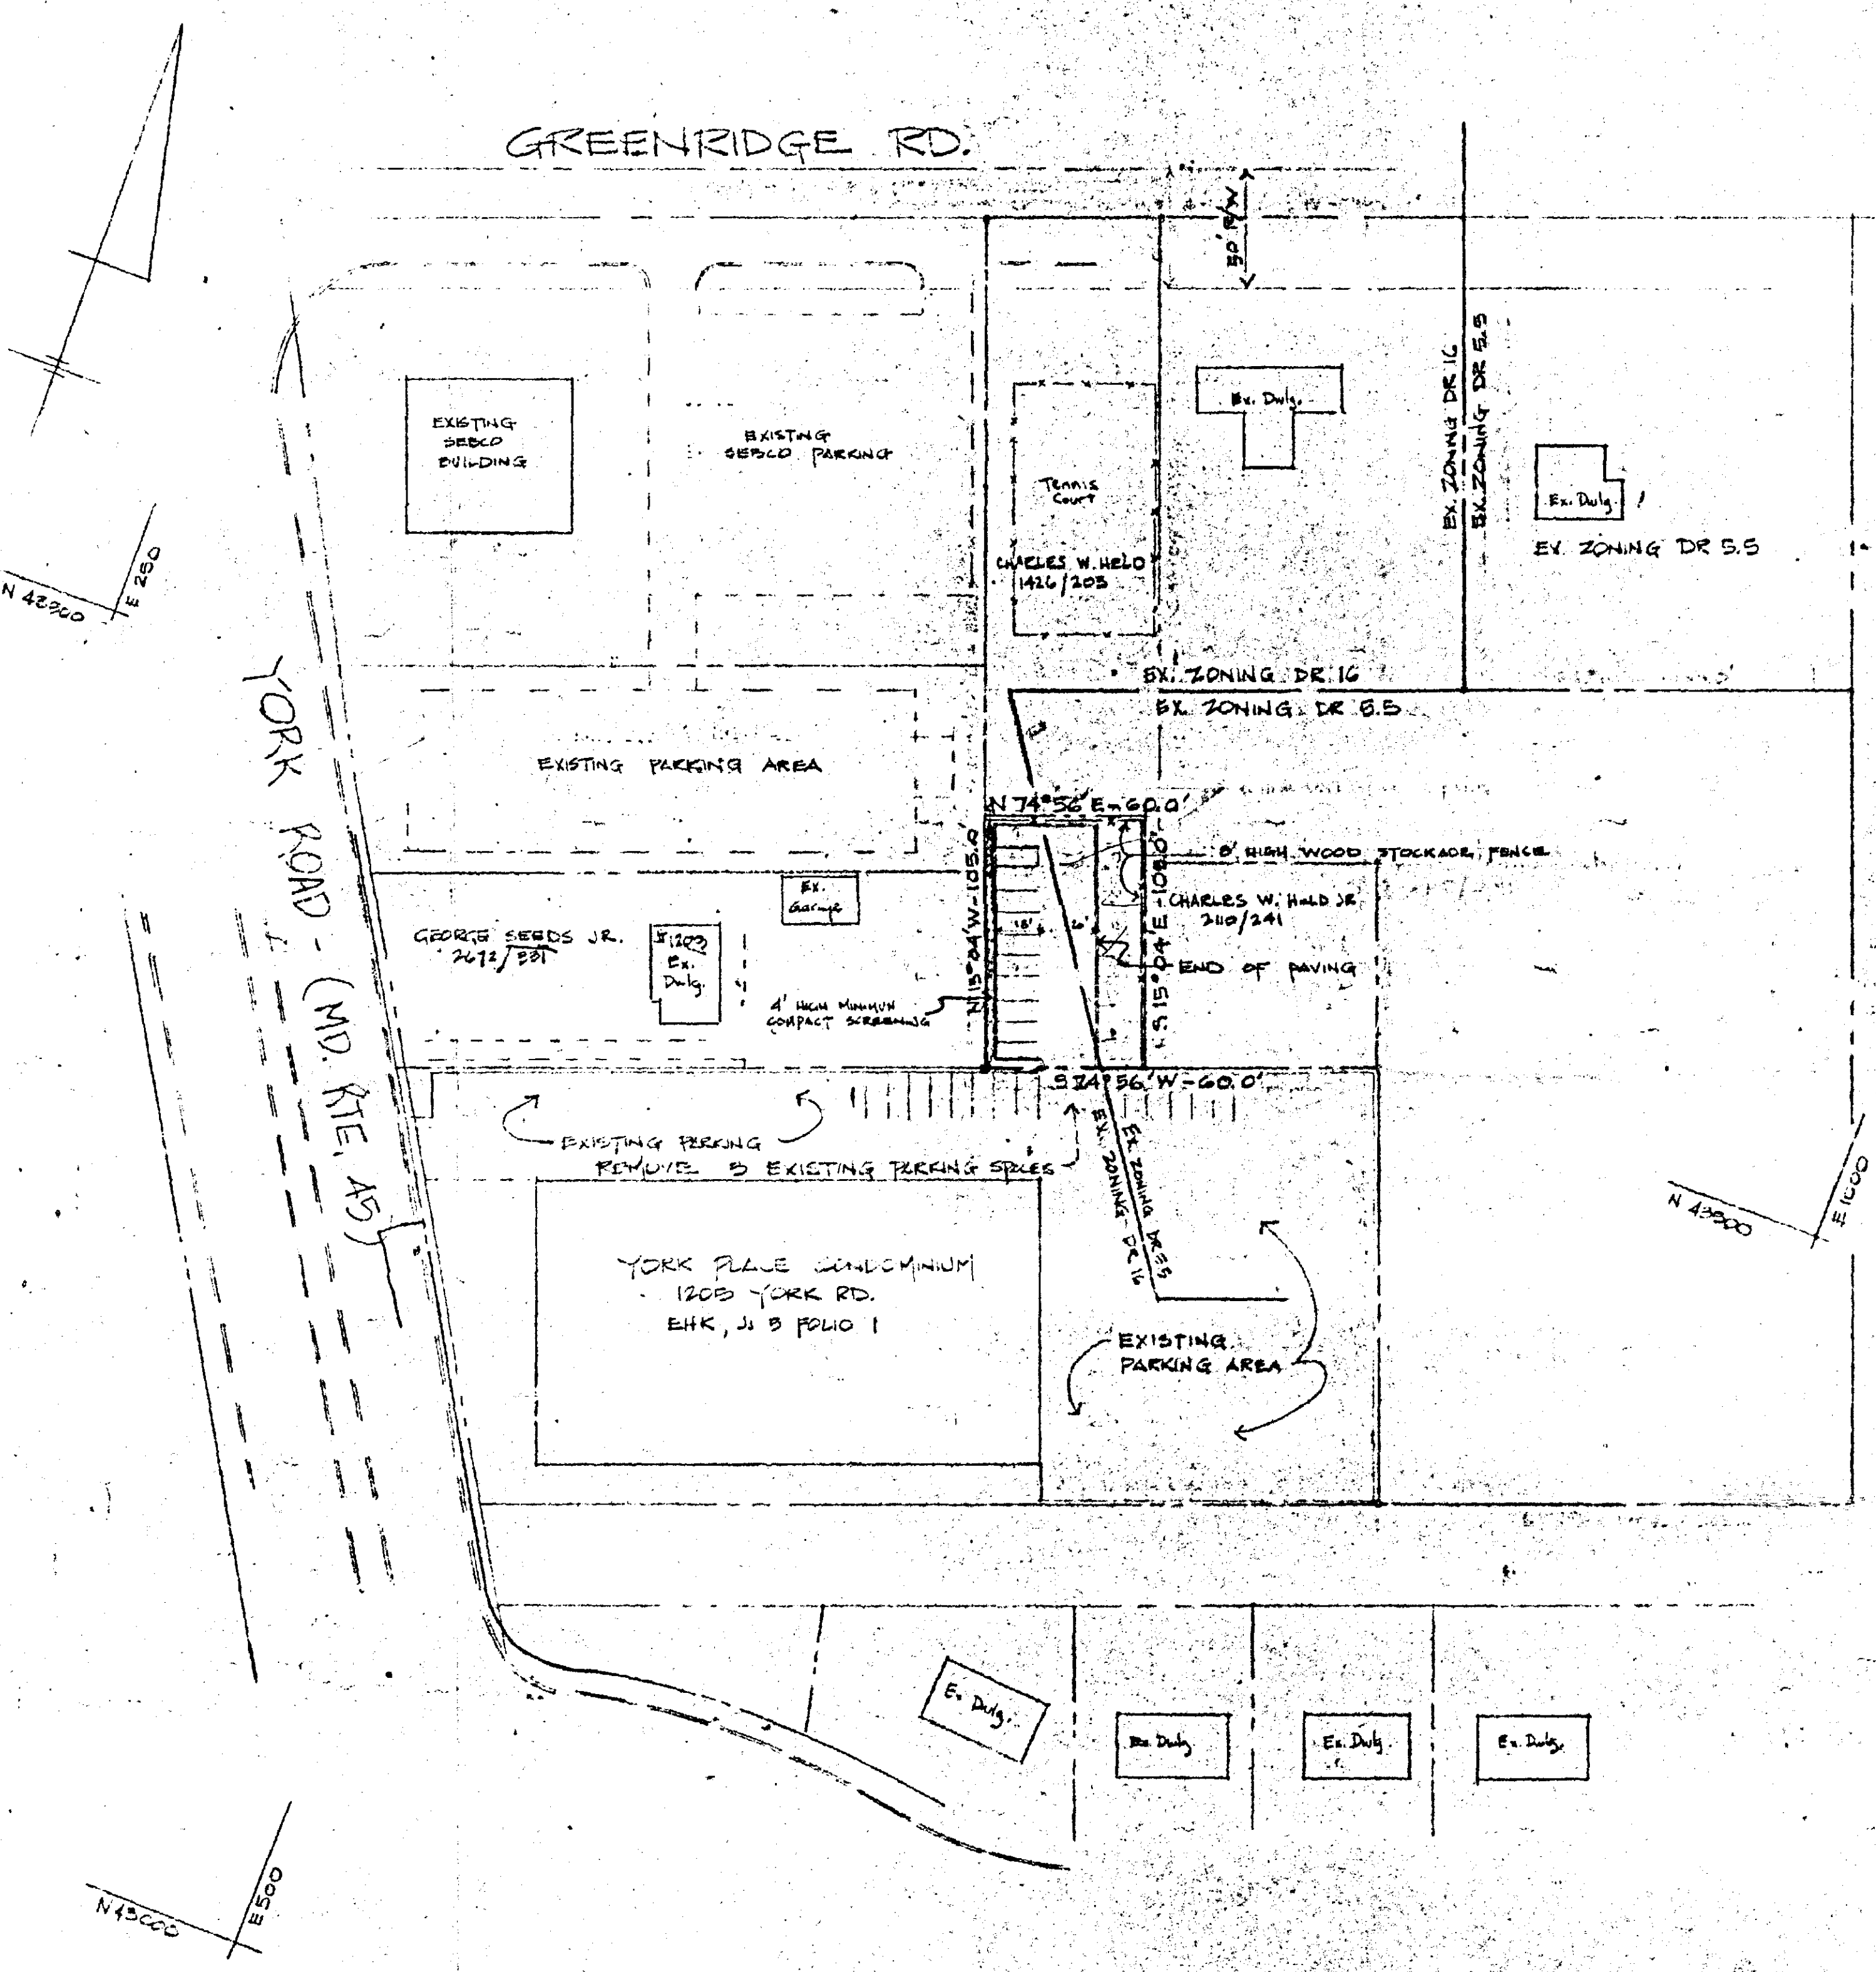 GREENRIDGE RD.
50' R/W
EX. ZONING DR 16
EX. ZONING DR 5.5
EXISTING
SEBCO
BUILDING
EXISTING
SEBCO PARKING
Ex. Dwlg.
Tennis
Court
Ex. Dwlg.
EX. ZONING DR 5.5
CHARLES W. HELD
1426/203
E 250
EX. ZONING DR 16
EX. ZONING DR 5.5
YORK ROAD - (MD. RTE. 45)
EXISTING PARKING AREA
N 74°56' E - 60.0'
N 15°04' W - 105.0'
S 15°04' E - 105.0'
HIGH WOOD STOCKADE FENCE
Ex.
Garage
CHARLES W. HELD JR
2110/241
GEORGE SEEDS JR.
2672/331
#1203
Ex.
Dwlg.
18'
END OF PAVING
4' HIGH MINIMUM
COMPACT SCREENING
S 74°56' W - 60.0'
EXISTING PARKING
REMOVE 3 EXISTING PARKING SPACES
EX. ZONING DR 5.5
EX. ZONING DR 16
N 43300
E 1000
YORK PLACE CONDOMINIUM
1205 YORK RD.
EHK, Jr 5 FOLIO 1
EXISTING
PARKING AREA
Ex. Dwlg.
Ex. Dwlg.
Ex. Dwlg.
Ex. Dwlg.
N 43000
E 500